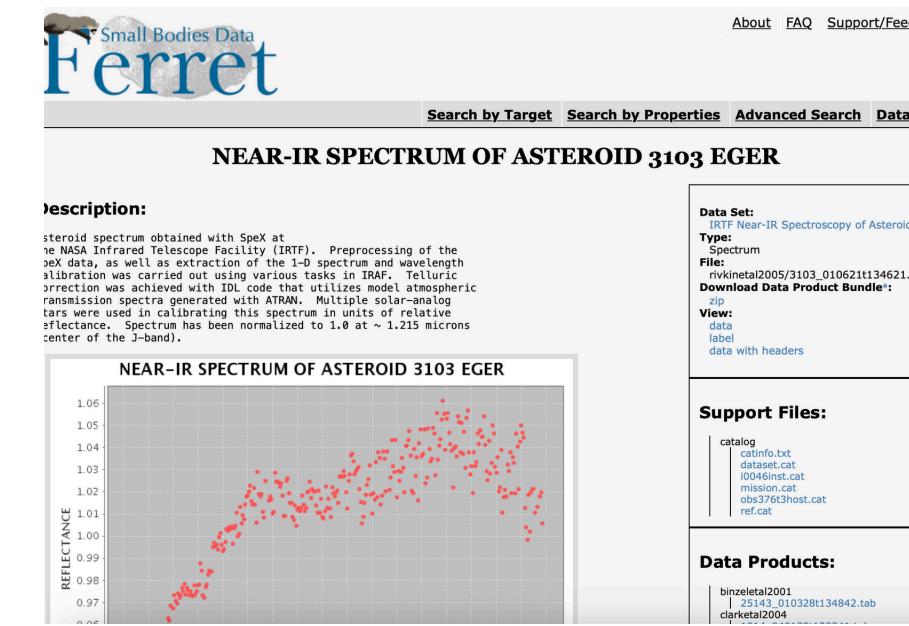 Small Bodies Data
Ferret
About FAQ Support/Fee
Search by Target Search by Properties Advanced Search Data
NEAR-IR SPECTRUM OF ASTEROID 3103 EGER
Description:
steroid spectrum obtained with SpeX at
he NASA Infrared Telescope Facility (IRTF). Preprocessing of the
peX data, as well as extraction of the 1-D spectrum and wavelength
alibration was carried out using various tasks in IRAF. Telluric
orrection was achieved with IDL code that utilizes model atmospheric
ransmission spectra generated with ATRAN. Multiple solar-analog
tars were used in calibrating this spectrum in units of relative
eflectance. Spectrum has been normalized to 1.0 at ~ 1.215 microns
center of the J-band).
NEAR-IR SPECTRUM OF ASTEROID 3103 EGER
1.06
1.05
1.04
1.03
1.02
1.01
1.00
0.99
0.98
0.97
REFLECTANCE
Data Set:
IRTF Near-IR Spectroscopy of Asteroid
Type:
Spectrum
File:
rivkinetal2005/3103_010621t134621.
Download Data Product Bundle*:
zip
View:
data
label
data with headers
Support Files:
catalog
catinfo.txt
dataset.cat
i0046inst.cat
mission.cat
obs376t3host.cat
ref.cat
Data Products:
binzeletal2001
25143_010328t134842.tab
clarketal2004